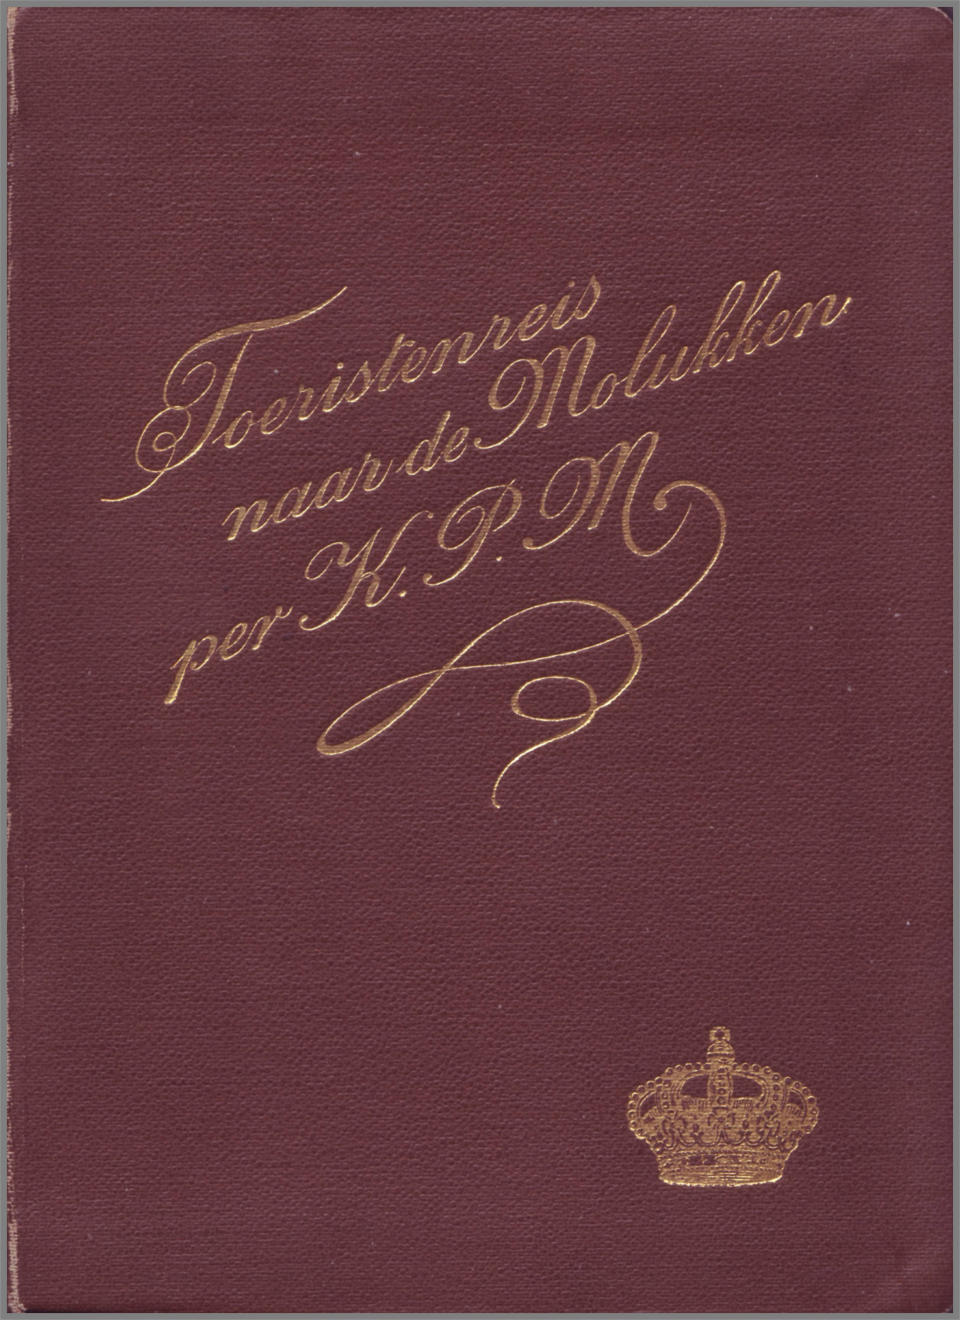 Toeristenreis
naar de Molukken
per K. P. M